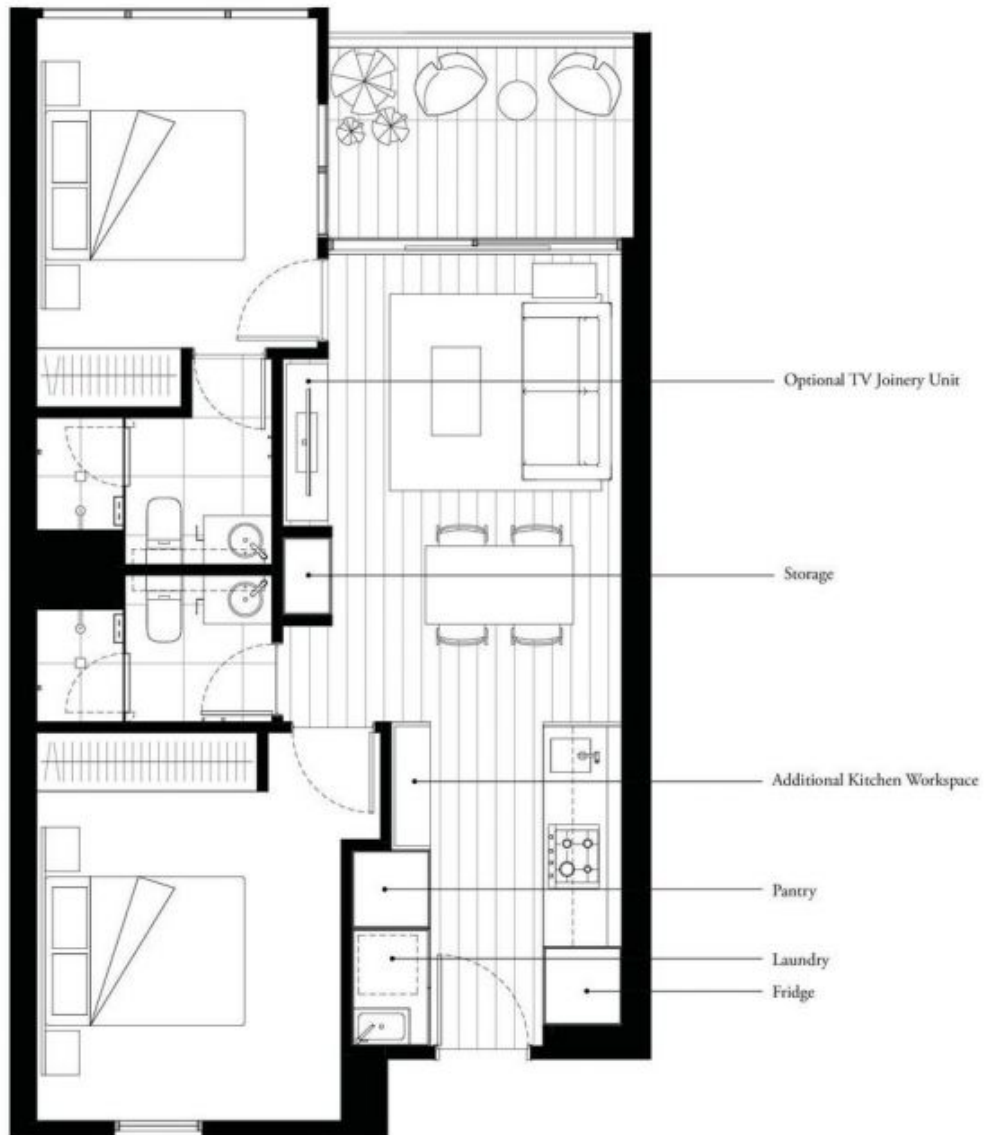 Optional TV Joinery Unit
Storage
Additional Kitchen Workspace
Pantry
Laundry
Fridge